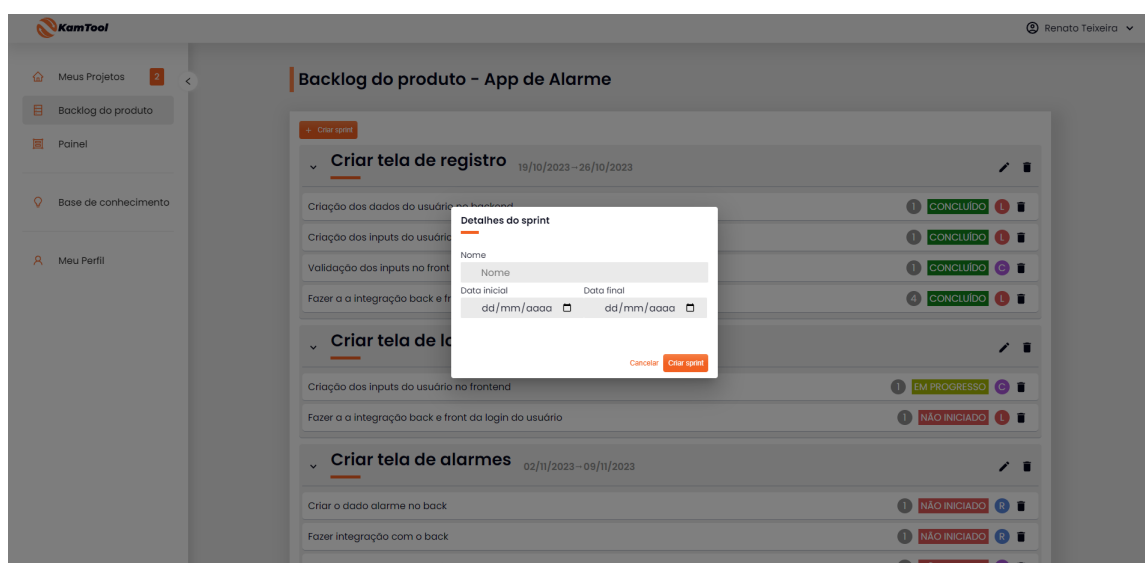 KamTool
Renato Teixeira
Meus Projetos 2
Backlog do produto
Painel
Base de conhecimento
Meu Perfil
Backlog do produto - App de Alarme
+ Criar sprint
Criar tela de registro 19/10/2023-26/10/2023
Criação dos dados do usuário no backend 1 CONCLUÍDO L
Criação dos inputs do usuário 1 CONCLUÍDO L
Validação dos inputs no front 1 CONCLUÍDO C
Fazer a a integração back e fr 4 CONCLUÍDO L
Detalhes do sprint
Nome
Nome
Data inicial Data final
dd/mm/aaaa dd/mm/aaaa
Cancelar Criar sprint
Criar tela de lo
Criação dos inputs do usuário no frontend 1 EM PROGRESSO C
Fazer a a integração back e front da login do usuário 1 NÃO INICIADO L
Criar tela de alarmes 02/11/2023-09/11/2023
Criar o dado alarme no back 1 NÃO INICIADO R
Fazer integração com o back 1 NÃO INICIADO R